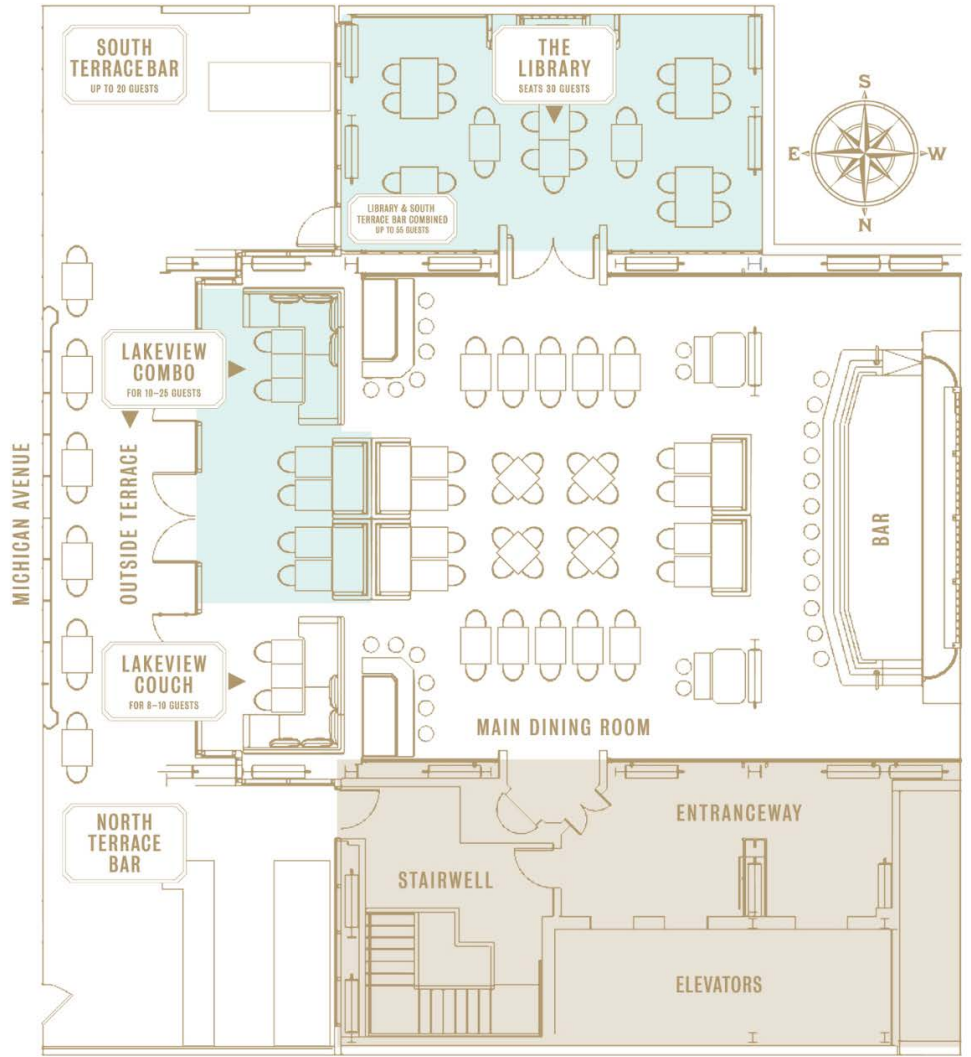 SOUTH
TERRACE BAR
UP TO 20 GUESTS
THE
LIBRARY
SEATS 30 GUESTS
S
E
W
N
LIBRARY & SOUTH
TERRACE BAR COMBINED
UP TO 55 GUESTS
LAKEVIEW
COMBO
FOR 10–25 GUESTS
MICHIGAN AVENUE
OUTSIDE TERRACE
BAR
LAKEVIEW
COUCH
FOR 8–10 GUESTS
MAIN DINING ROOM
NORTH
TERRACE
BAR
ENTRANCEWAY
STAIRWELL
ELEVATORS